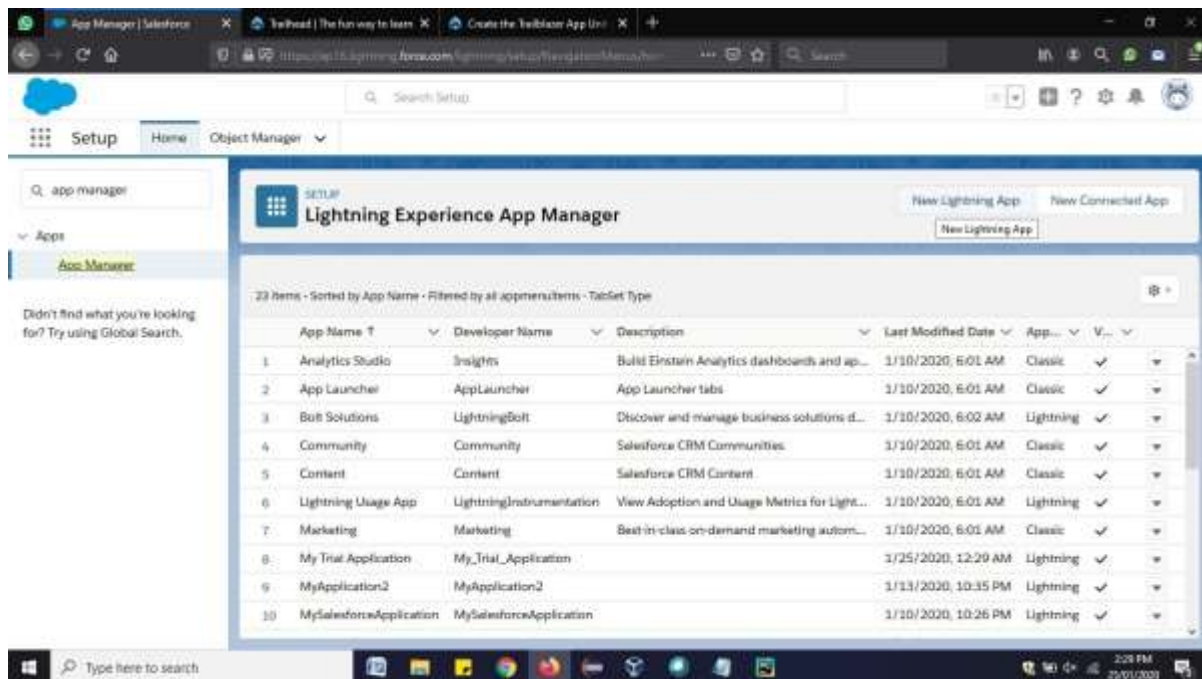 App Manager | Salesforce
Trailhead | The fun way to learn
Create the Trailblazer App Uni
force.com
Search
Search Setup
Setup
Home
Object Manager
app manager
Apps
App Manager
Didn't find what you're looking
for? Try using Global Search.
SETUP
Lightning Experience App Manager
New Lightning App
New Connected App
New Lightning App
23 items • Sorted by App Name • Filtered by all appmenuitems - TabSet Type
App Name ↑ Developer Name Description Last Modified Date App... V...
1 Analytics Studio Insights Build Einstein Analytics dashboards and ap... 1/10/2020, 6:01 AM Classic
2 App Launcher AppLauncher App Launcher tabs 1/10/2020, 6:01 AM Classic
3 Bolt Solutions LightningBolt Discover and manage business solutions d... 1/10/2020, 6:02 AM Lightning
4 Community Community Salesforce CRM Communities 1/10/2020, 6:01 AM Classic
5 Content Content Salesforce CRM Content 1/10/2020, 6:01 AM Classic
6 Lightning Usage App LightningInstrumentation View Adoption and Usage Metrics for Light... 1/10/2020, 6:01 AM Lightning
7 Marketing Marketing Best-in-class on-demand marketing autom... 1/10/2020, 6:01 AM Classic
8 My Trial Application My_Trial_Application 1/25/2020, 12:29 AM Lightning
9 MyApplication2 MyApplication2 1/13/2020, 10:35 PM Lightning
10 MySalesforceApplication MySalesforceApplication 1/10/2020, 10:26 PM Lightning
Type here to search
2:29 PM
25/01/2020